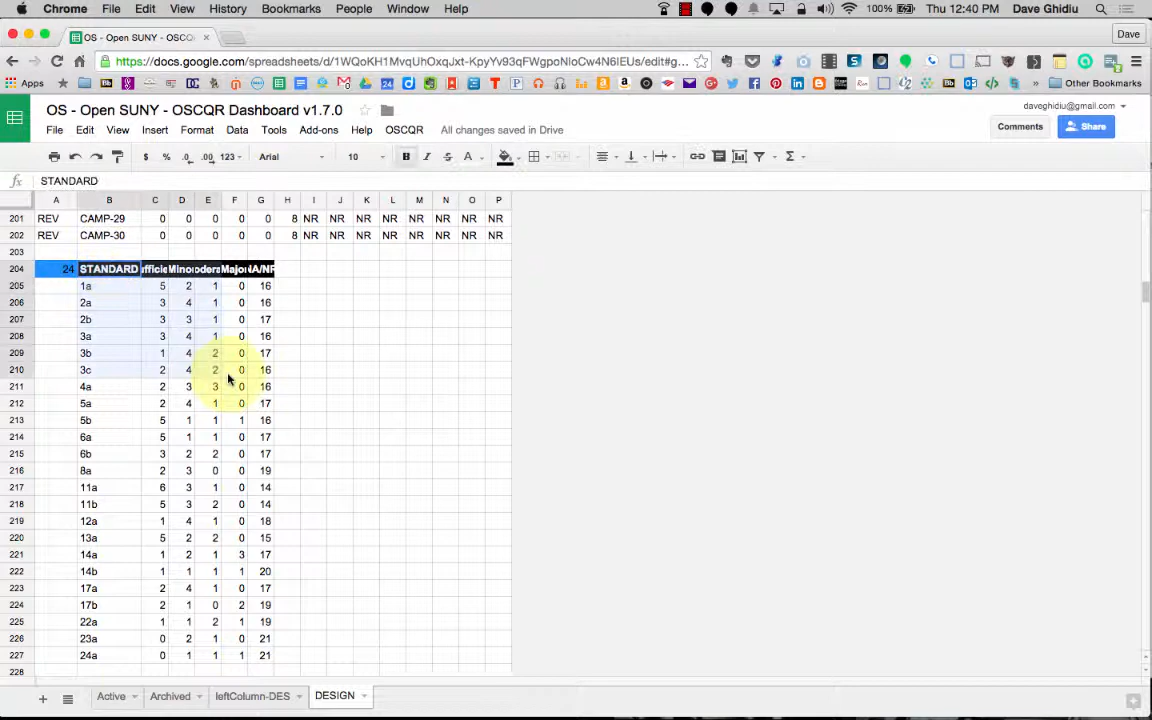 Chrome File Edit View History Bookmarks People Window Help 100% Thu 12:40 PM Dave Ghidiu
OS - Open SUNY - OSCQ Dave
https://docs.google.com/spreadsheets/d/
Apps Other Bookmarks
OS - Open SUNY - OSCQR Dashboard v1.7.0 daveghidiu@gmail.com
File Edit View Insert Format Data Tools Add-ons Help OSCQR All changes saved in Drive Comments Share
$ % .0 .00 123 Arial 10 B I S A
fx STANDARD
A B C D E F G H I J K L M N O P
201 REV CAMP-29 0 0 0 0 0 8 NR NR NR NR NR NR NR NR
202 REV CAMP-30 0 0 0 0 0 8 NR NR NR NR NR NR NR NR
203
204 24 STANDARD ufficie Mino odera Majo NA/NR
205 1a 5 2 1 0 16
206 2a 3 4 1 0 16
207 2b 3 3 1 0 17
208 3a 3 4 1 0 16
209 3b 1 4 2 0 17
210 3c 2 4 2 0 16
211 4a 2 3 3 0 16
212 5a 2 4 1 0 17
213 5b 5 1 1 1 16
214 6a 5 1 1 0 17
215 6b 3 2 2 0 17
216 8a 2 3 0 0 19
217 11a 6 3 1 0 14
218 11b 5 3 2 0 14
219 12a 1 4 1 0 18
220 13a 5 2 2 0 15
221 14a 1 2 1 3 17
222 14b 1 1 1 1 20
223 17a 2 4 1 0 17
224 17b 2 1 0 2 19
225 22a 1 1 2 1 19
226 23a 0 2 1 0 21
227 24a 0 1 1 1 21
228
Active Archived leftColumn-DES DESIGN